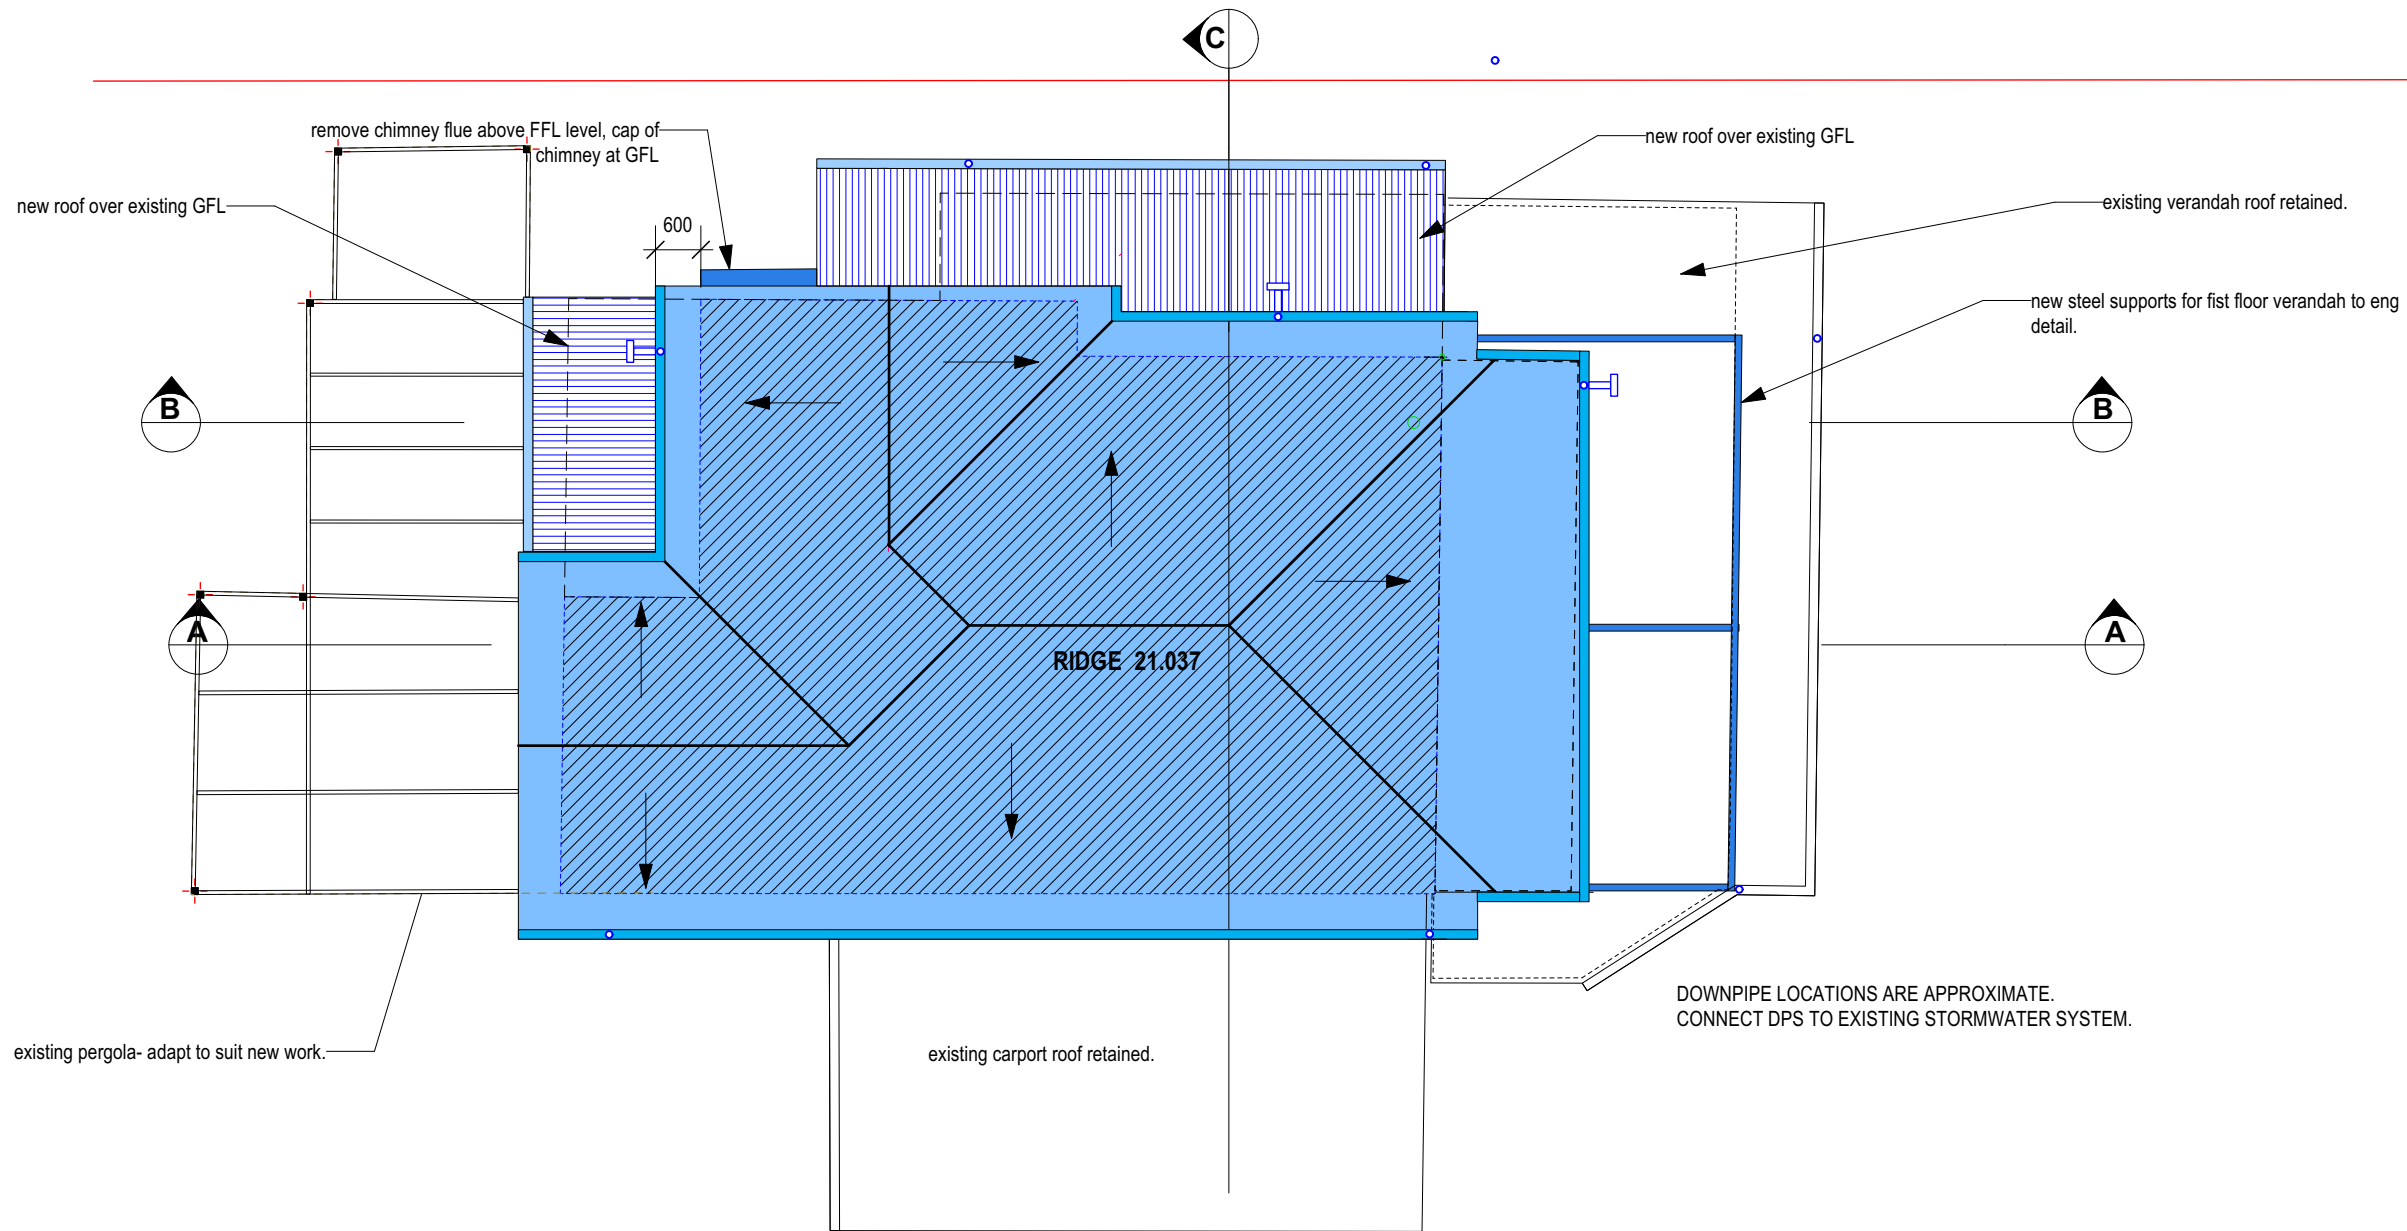 C
remove chimney flue above FFL level, cap of
chimney at GFL
new roof over existing GFL
new roof over existing GFL
existing verandah roof retained.
600
new steel supports for fist floor verandah to eng
detail.
B
B
A
A
RIDGE 21.037
DOWNPIPE LOCATIONS ARE APPROXIMATE.
CONNECT DPS TO EXISTING STORMWATER SYSTEM.
existing pergola- adapt to suit new work.
existing carport roof retained.